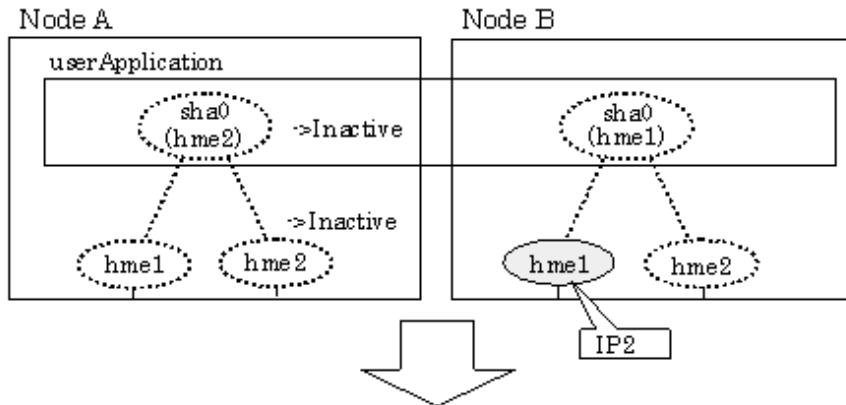 Node A
Node B
userApplication
sha0
(hme2)
->Inactive
sha0
(hme1)
->Inactive
hme1
hme2
hme1
hme2
IP2